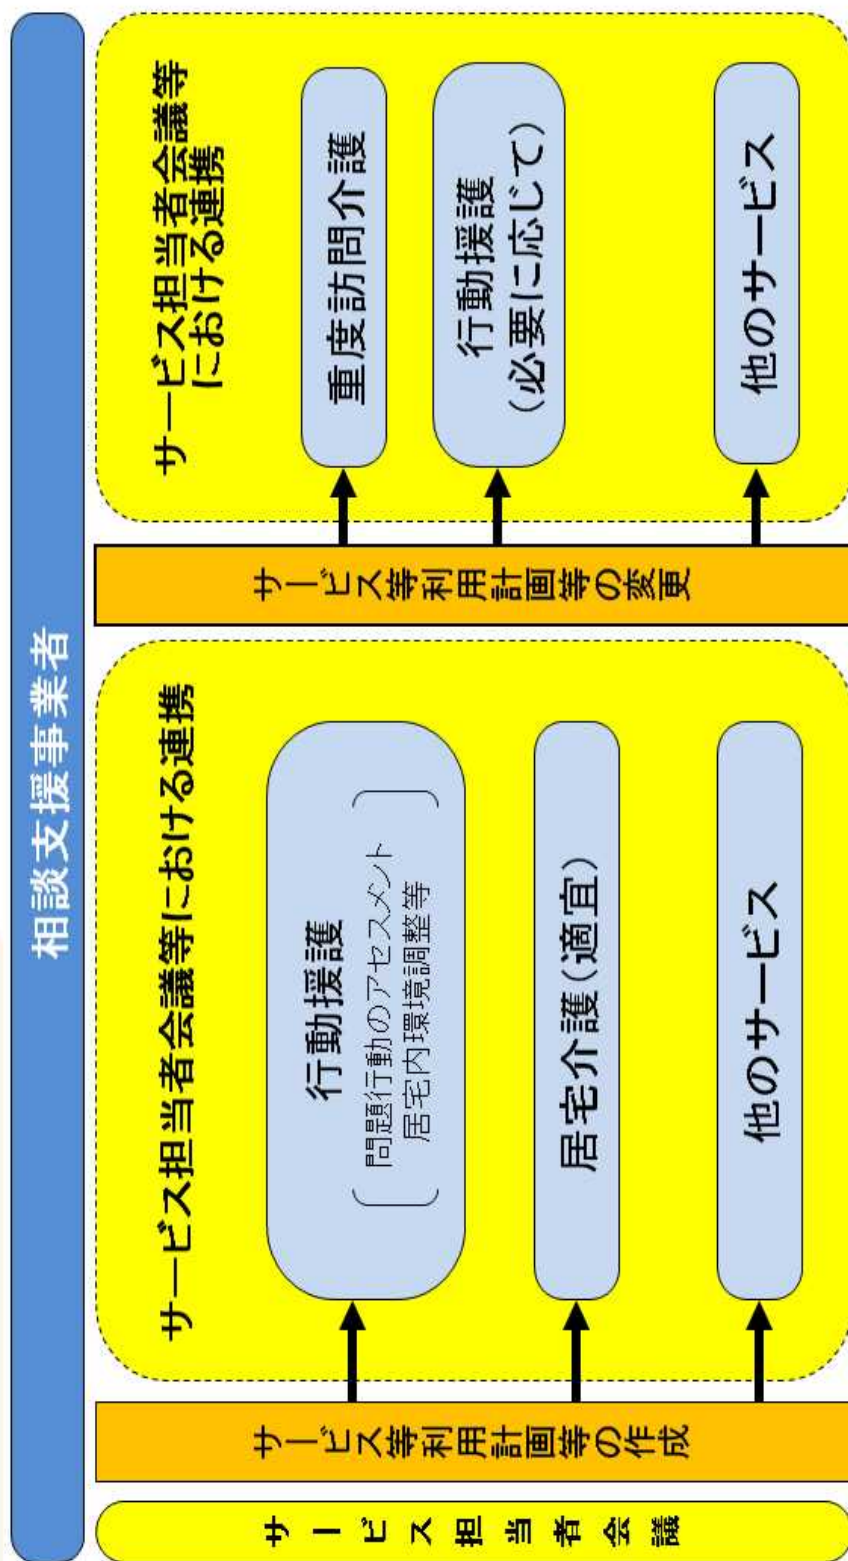 相談支援事業者
サービス担当者会議
サービス等利用計画等の作成
サービス担当者会議等における連携
行動援護
問題行動のアセスメント
居宅内環境調整等
居宅介護(適宜)
他のサービス
サービス等利用計画等の変更
サービス担当者会議等
における連携
重度訪問介護
行動援護
(必要に応じて)
他のサービス